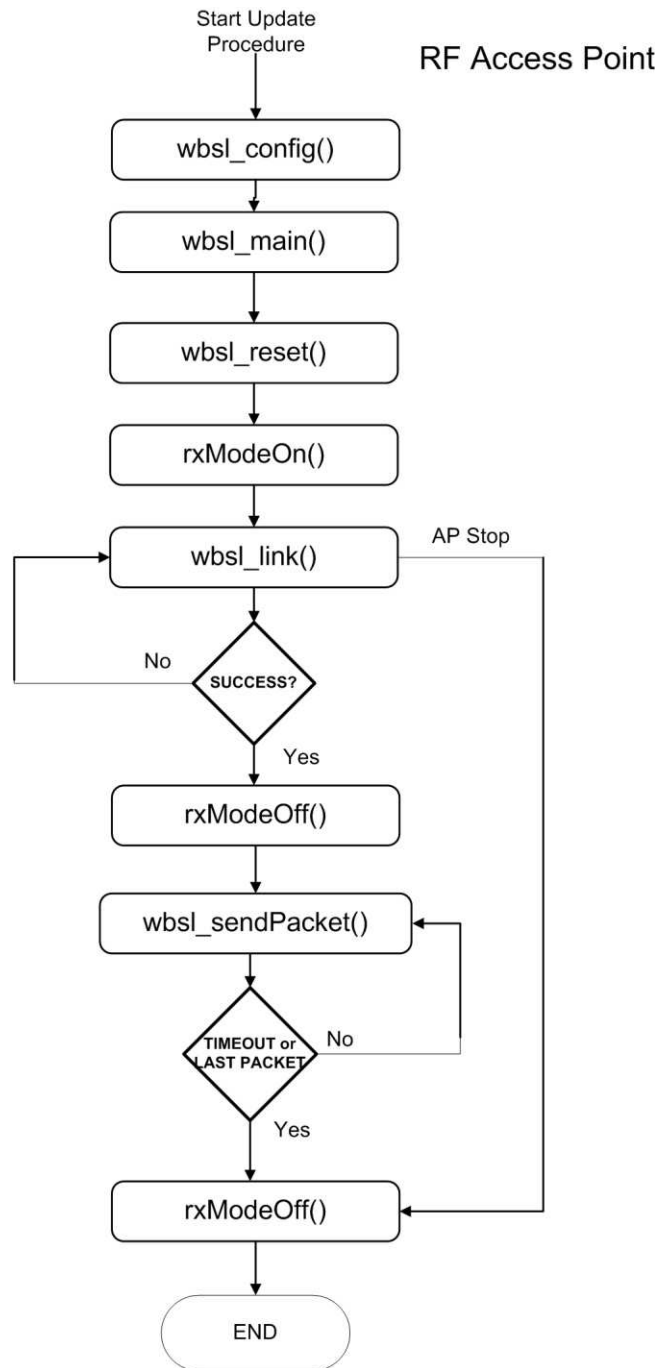 Start Update
Procedure
RF Access Point
wbsl_config()
wbsl_main()
wbsl_reset()
rxModeOn()
wbsl_link()
AP Stop
No
SUCCESS?
Yes
rxModeOff()
wbsl_sendPacket()
TIMEOUT or
LAST PACKET
No
Yes
rxModeOff()
END